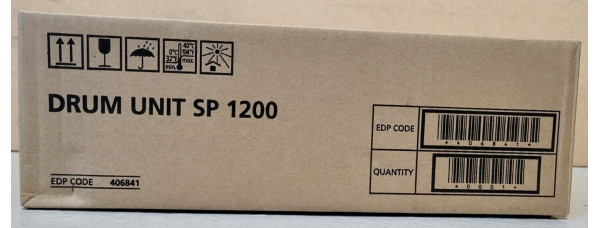 0°C 40°C
32°F 104°F
min. max.
DRUM UNIT SP 1200
EDP CODE
*406841*
QUANTITY
*0001*
EDP CODE 406841